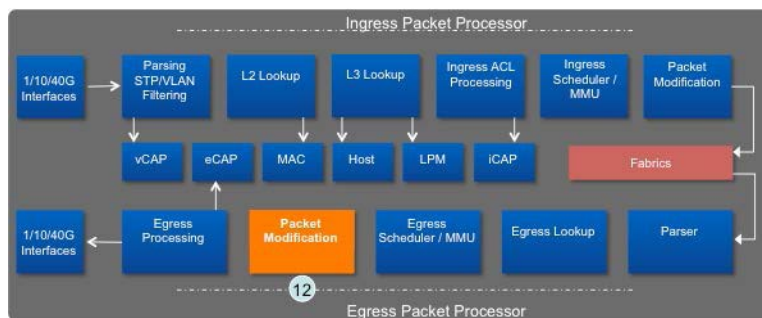 Ingress Packet Processor
1/10/40G
Interfaces
Parsing
STP/VLAN
Filtering
L2 Lookup
L3 Lookup
Ingress ACL
Processing
Ingress
Scheduler /
MMU
Packet
Modification
vCAP
eCAP
MAC
Host
LPM
iCAP
Fabrics
1/10/40G
Interfaces
Egress
Processing
Packet
Modification
Egress
Scheduler / MMU
Egress Lookup
Parser
12
Egress Packet Processor